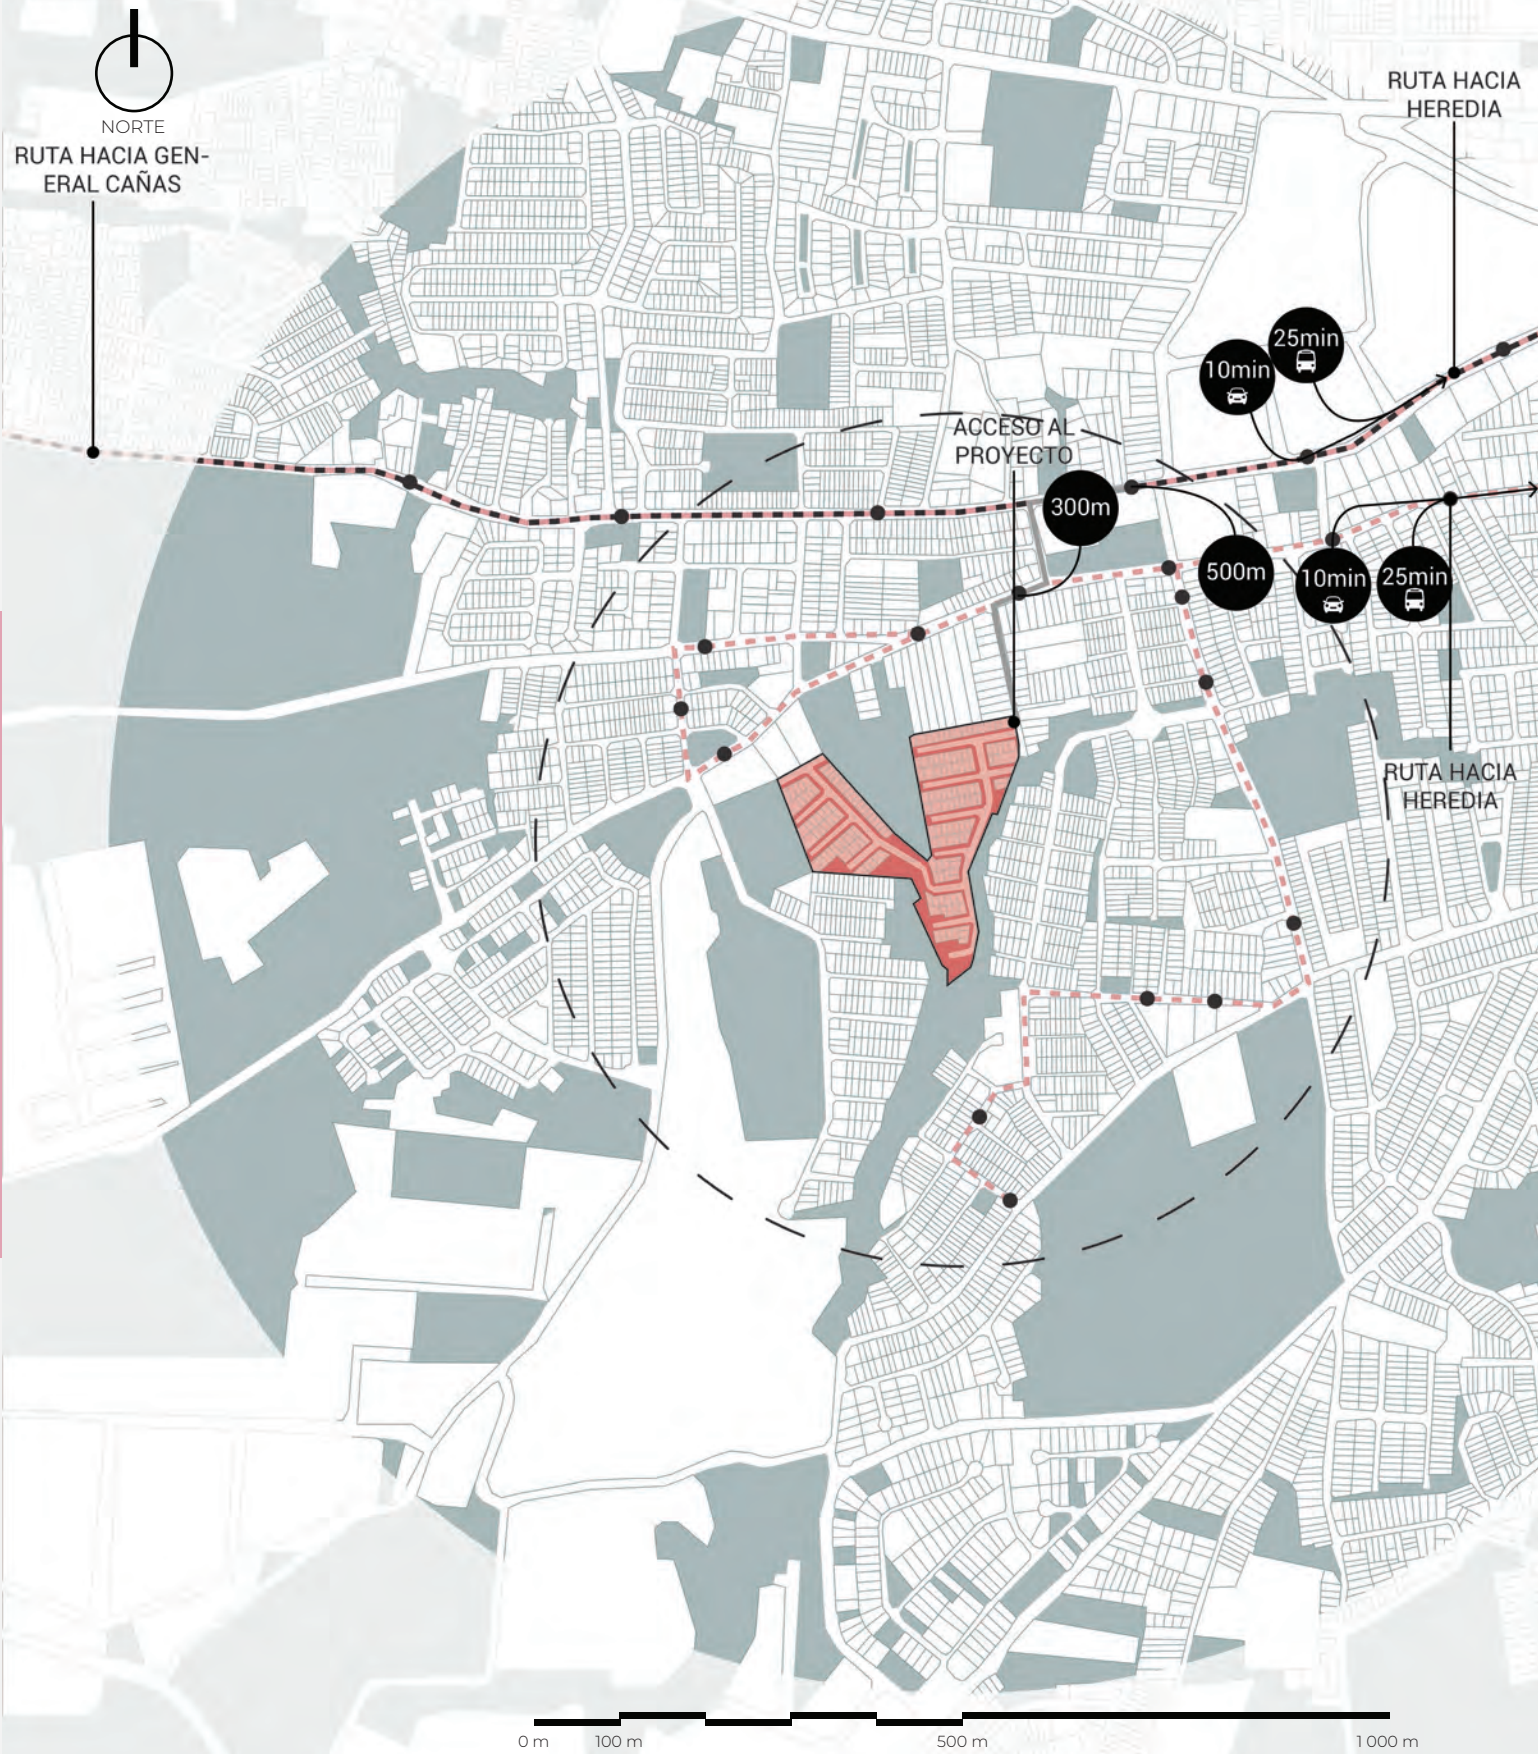 NORTE
RUTA HACIA GEN-
ERAL CAÑAS
RUTA HACIA
HEREDIA
25min
10min
ACCESO AL
PROYECTO
300m
500m
10min
25min
RUTA HACIA
HEREDIA
0 m
100 m
500 m
1 000 m